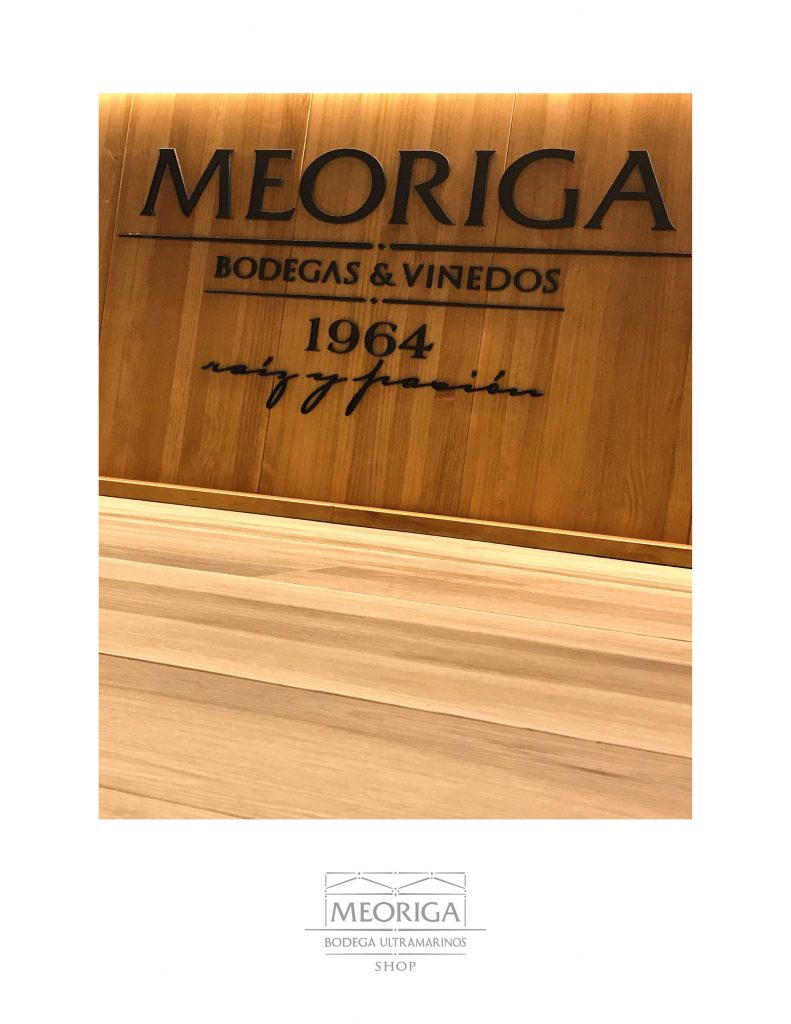 MEORIGA
BODEGAS & VIÑEDOS
1964
raíz y pasión
MEORIGA
BODEGA ULTRAMARINOS
SHOP